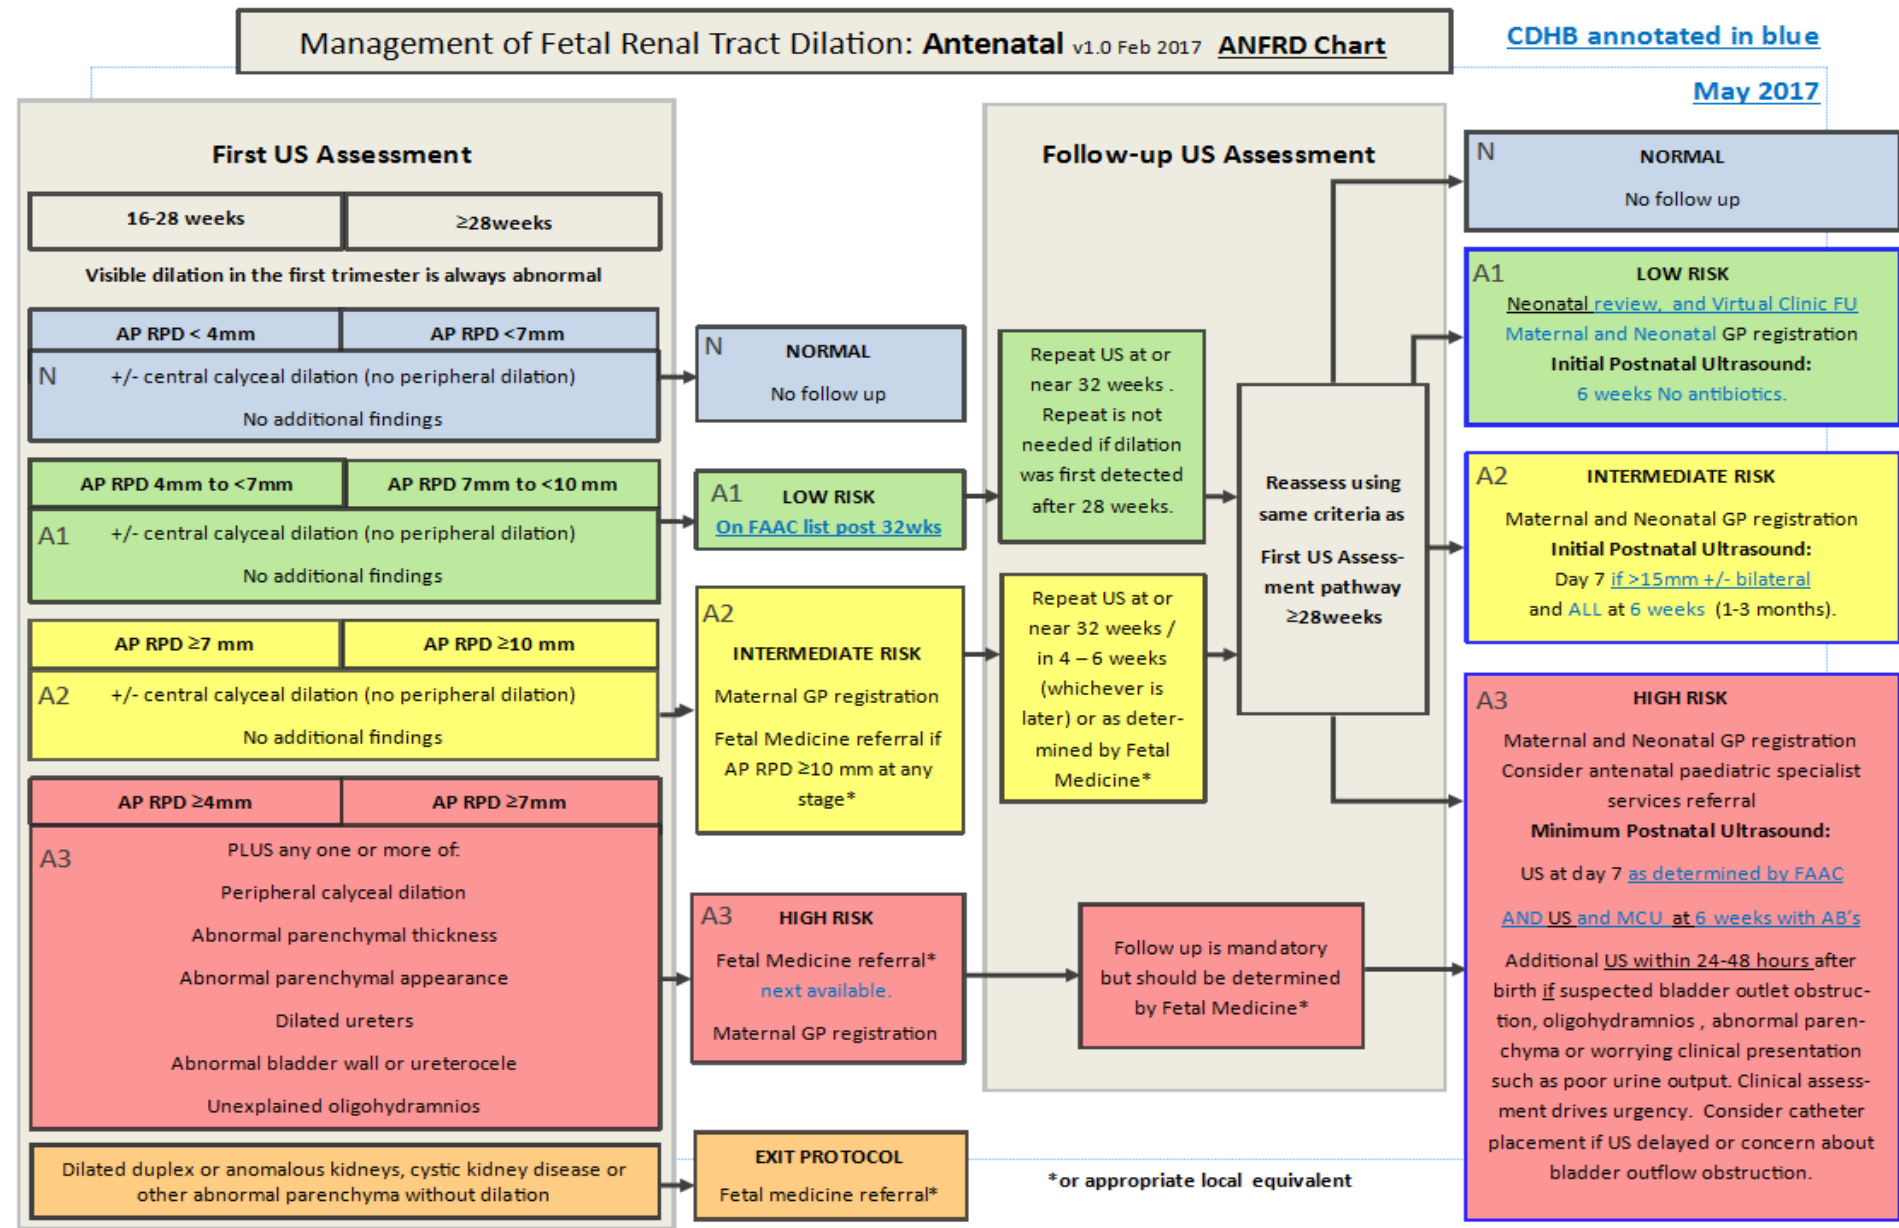 Management of Fetal Renal Tract Dilation: Antenatal v1.0 Feb 2017 ANFRD Chart
CDHB annotated in blue
May 2017
First US Assessment
16-28 weeks
≥28weeks
Visible dilation in the first trimester is always abnormal
AP RPD < 4mm
AP RPD <7mm
N
+/- central calyceal dilation (no peripheral dilation)
No additional findings
AP RPD 4mm to <7mm
AP RPD 7mm to <10 mm
A1
+/- central calyceal dilation (no peripheral dilation)
No additional findings
AP RPD ≥7 mm
AP RPD ≥10 mm
A2
+/- central calyceal dilation (no peripheral dilation)
No additional findings
AP RPD ≥4mm
AP RPD ≥7mm
A3
PLUS any one or more of:
Peripheral calyceal dilation
Abnormal parenchymal thickness
Abnormal parenchymal appearance
Dilated ureters
Abnormal bladder wall or ureterocele
Unexplained oligohydramnios
Dilated duplex or anomalous kidneys, cystic kidney disease or
other abnormal parenchyma without dilation
N
NORMAL
No follow up
A1
LOW RISK
On FAAC list post 32wks
A2
INTERMEDIATE RISK
Maternal GP registration
Fetal Medicine referral if
AP RPD ≥10 mm at any
stage*
A3
HIGH RISK
Fetal Medicine referral*
next available.
Maternal GP registration
EXIT PROTOCOL
Fetal medicine referral*
Follow-up US Assessment
Repeat US at or
near 32 weeks .
Repeat is not
needed if dilation
was first detected
after 28 weeks.
Repeat US at or
near 32 weeks /
in 4 – 6 weeks
(whichever is
later) or as deter-
mined by Fetal
Medicine*
Reassess using
same criteria as
First US Assess-
ment pathway
≥28weeks
Follow up is mandatory
but should be determined
by Fetal Medicine*
*or appropriate local equivalent
N
NORMAL
No follow up
A1
LOW RISK
Neonatal review, and Virtual Clinic FU
Maternal and Neonatal GP registration
Initial Postnatal Ultrasound:
6 weeks No antibiotics.
A2
INTERMEDIATE RISK
Maternal and Neonatal GP registration
Initial Postnatal Ultrasound:
Day 7 if >15mm +/- bilateral
and ALL at 6 weeks (1-3 months).
A3
HIGH RISK
Maternal and Neonatal GP registration
Consider antenatal paediatric specialist
services referral
Minimum Postnatal Ultrasound:
US at day 7 as determined by FAAC
AND US and MCU at 6 weeks with AB's
Additional US within 24-48 hours after
birth if suspected bladder outlet obstruc-
tion, oligohydramnios , abnormal paren-
chyma or worrying clinical presentation
such as poor urine output. Clinical assess-
ment drives urgency. Consider catheter
placement if US delayed or concern about
bladder outflow obstruction.